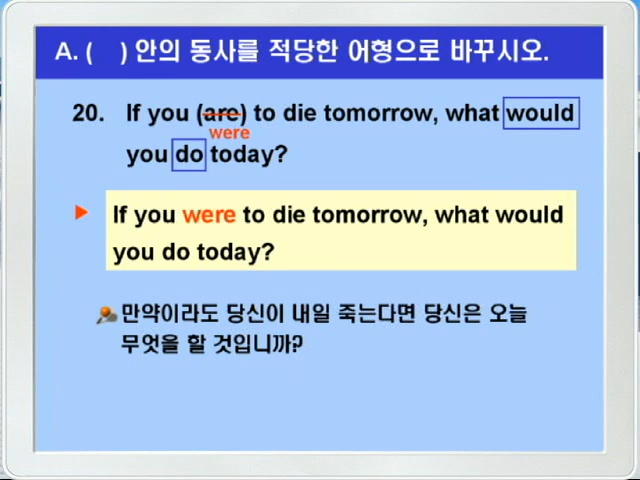 A. (    ) 안의 동사를 적당한 어형으로 바꾸시오.
20. If you (are) to die tomorrow, what would
were
you do today?
If you were to die tomorrow, what would
you do today?
만약이라도 당신이 내일 죽는다면 당신은 오늘
무엇을 할 것입니까?